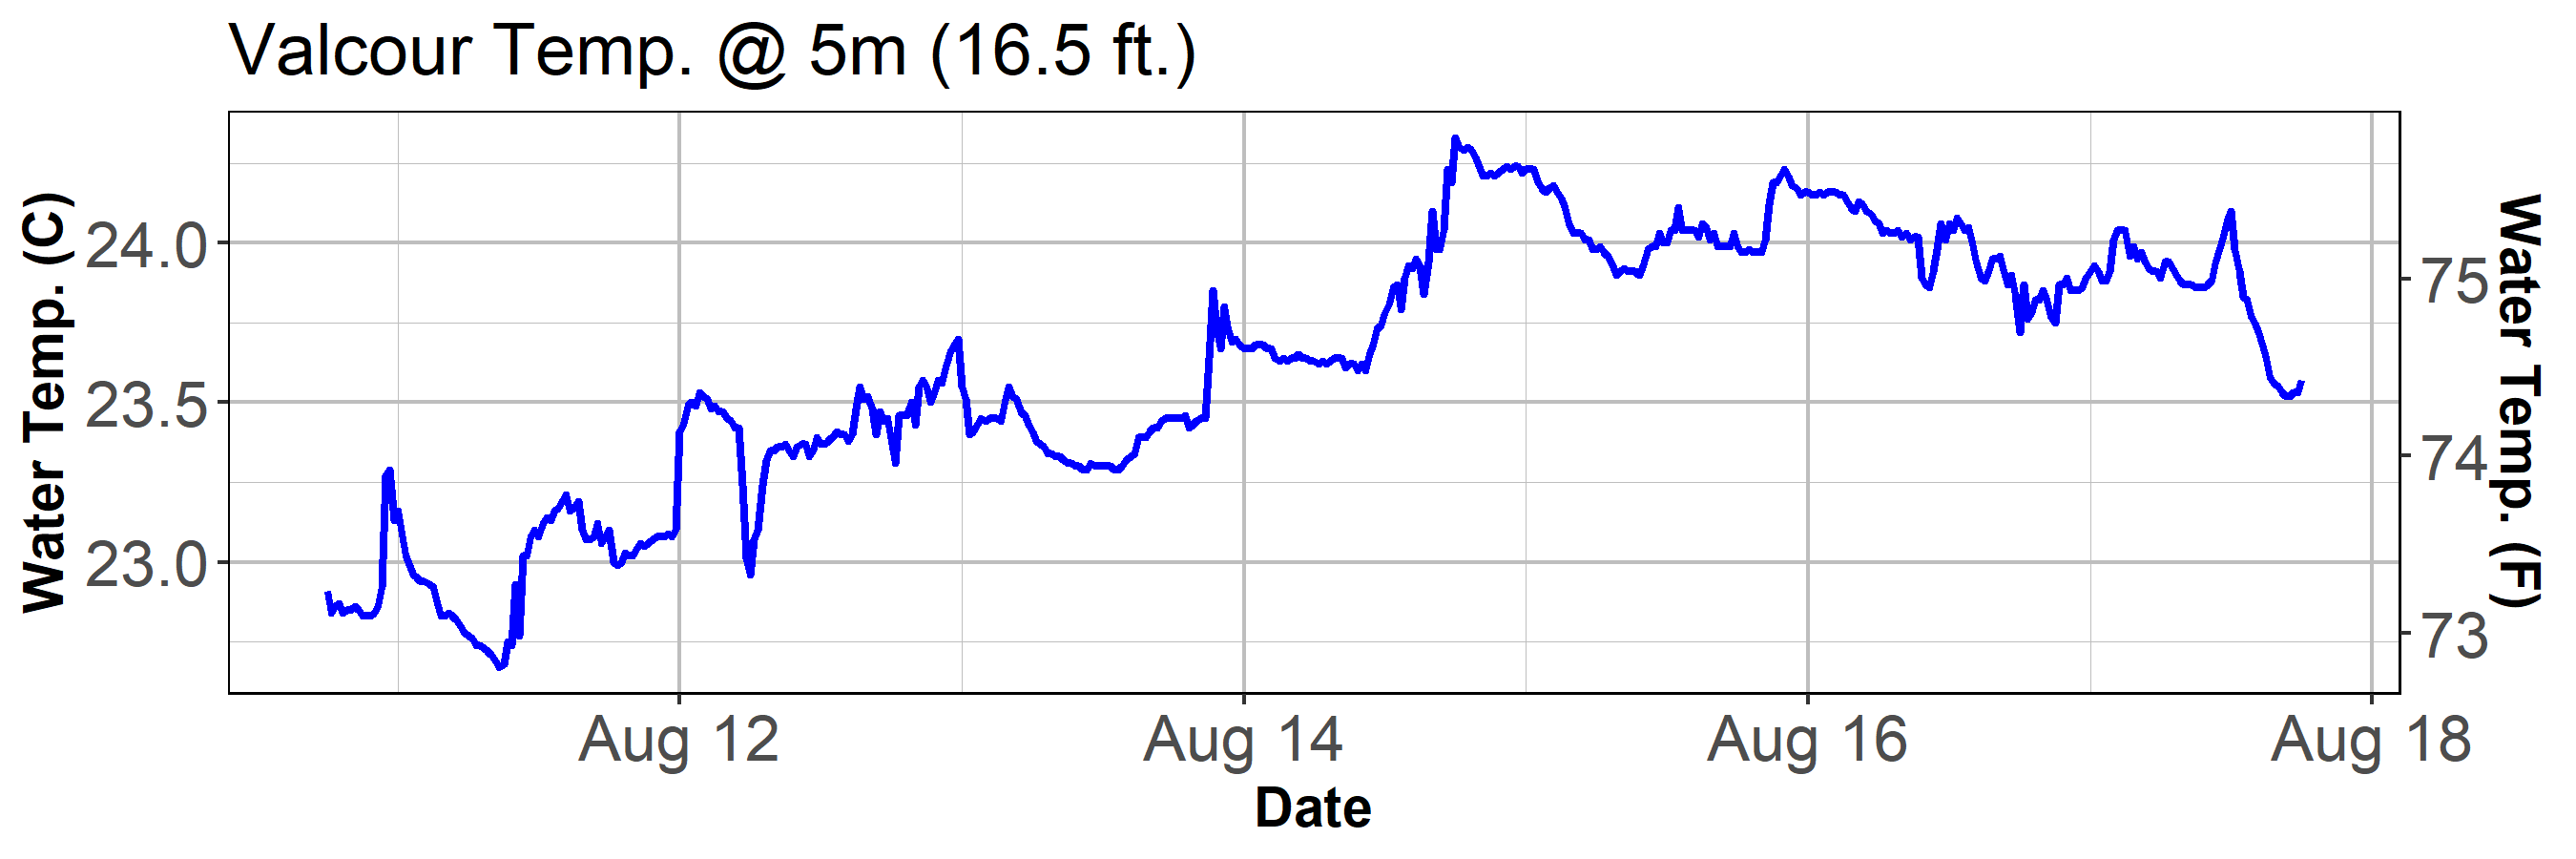 Valcour Temp. @ 5m (16.5 ft.)
Water Temp. (C)
24.0
23.5
23.0
Water Temp. (F)
75
74
73
Aug 12
Aug 14
Aug 16
Aug 18
Date